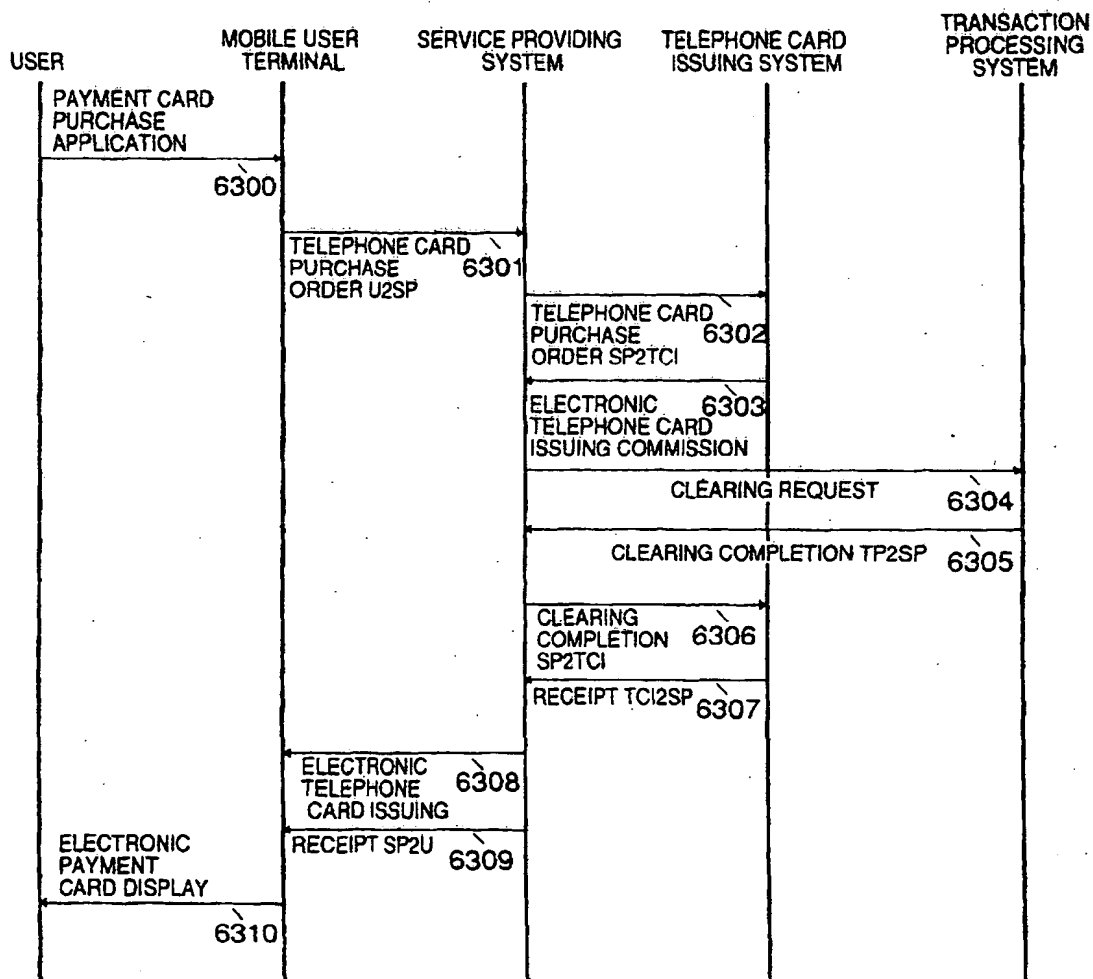 USER
MOBILE USER
TERMINAL
SERVICE PROVIDING
SYSTEM
TELEPHONE CARD
ISSUING SYSTEM
TRANSACTION
PROCESSING
SYSTEM
PAYMENT CARD
PURCHASE
APPLICATION
6300
TELEPHONE CARD
PURCHASE
ORDER U2SP
6301
TELEPHONE CARD
PURCHASE
ORDER SP2TCI
6302
ELECTRONIC
TELEPHONE CARD
ISSUING COMMISSION
6303
CLEARING REQUEST
6304
CLEARING COMPLETION TP2SP
6305
CLEARING
COMPLETION
SP2TCI
6306
RECEIPT TCI2SP
6307
ELECTRONIC
TELEPHONE
CARD ISSUING
6308
RECEIPT SP2U
6309
ELECTRONIC
PAYMENT
CARD DISPLAY
6310